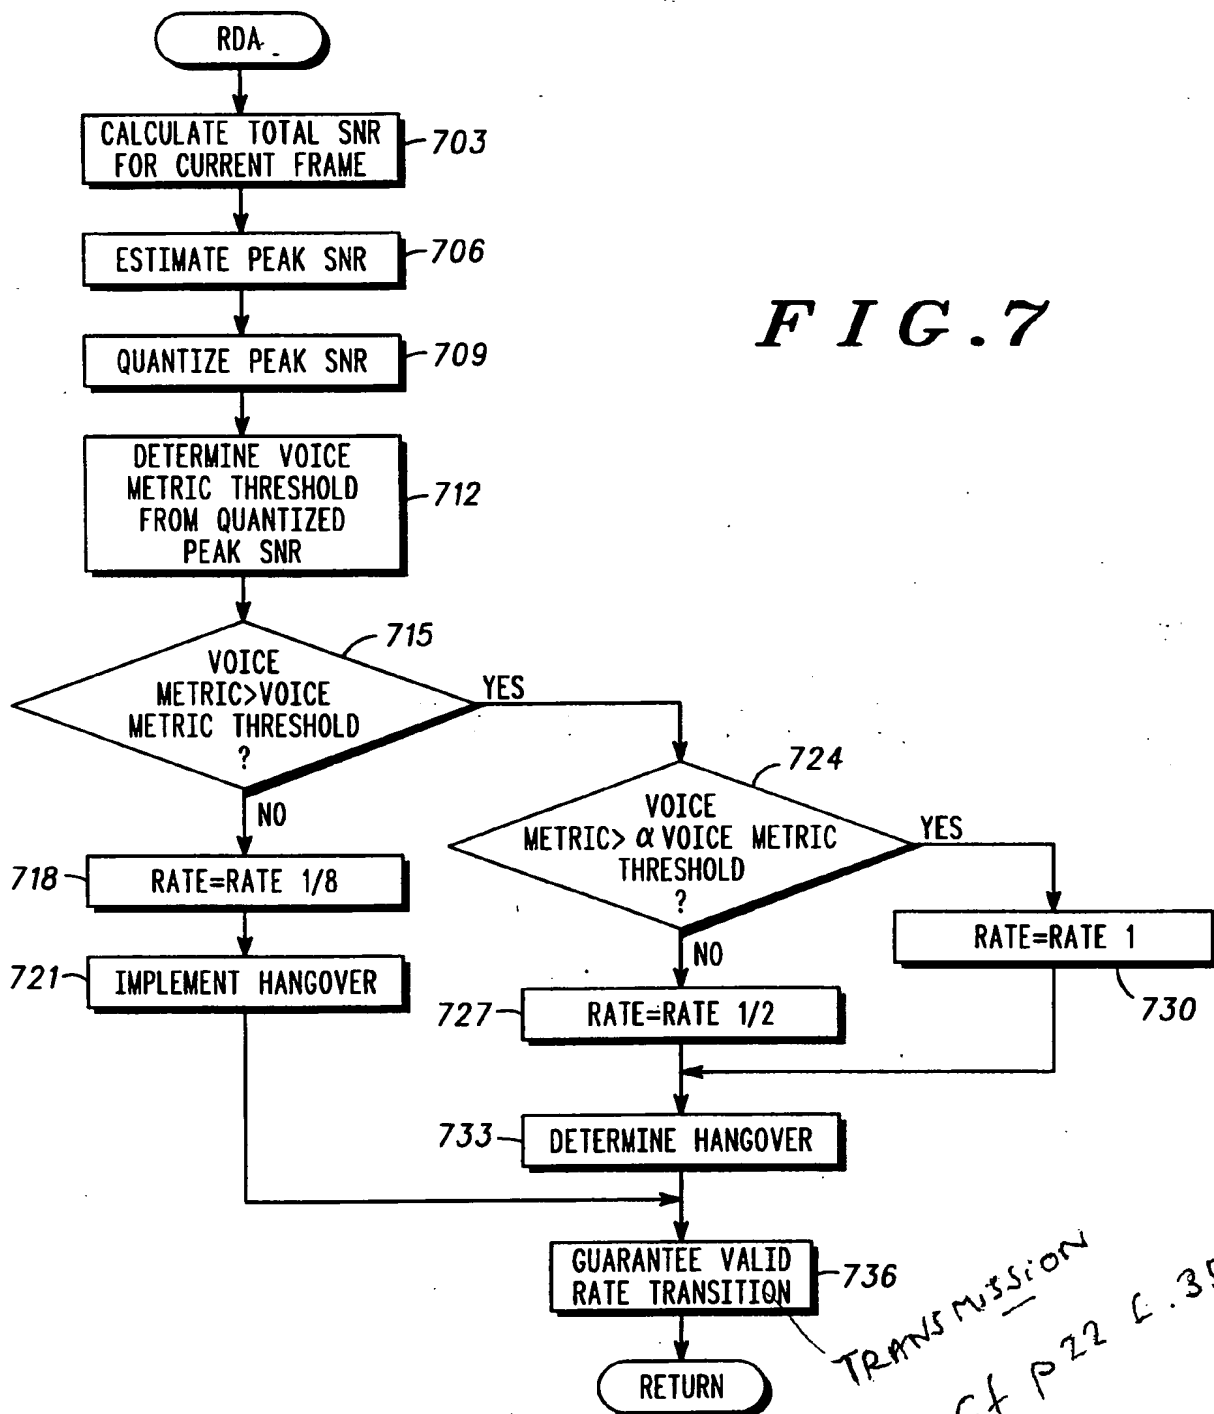 RDA
CALCULATE TOTAL SNR
FOR CURRENT FRAME
703
ESTIMATE PEAK SNR
706
QUANTIZE PEAK SNR
709
FIG.7
DETERMINE VOICE
METRIC THRESHOLD
FROM QUANTIZED
PEAK SNR
712
715
VOICE
METRIC>VOICE
METRIC THRESHOLD
?
YES
NO
724
VOICE
METRIC> α VOICE METRIC
THRESHOLD
?
YES
NO
718
RATE=RATE 1/8
RATE=RATE 1
730
721
IMPLEMENT HANGOVER
727
RATE=RATE 1/2
733
DETERMINE HANGOVER
GUARANTEE VALID
RATE TRANSITION
736
TRANSMISSION
Cf p 22 L. 35
RETURN